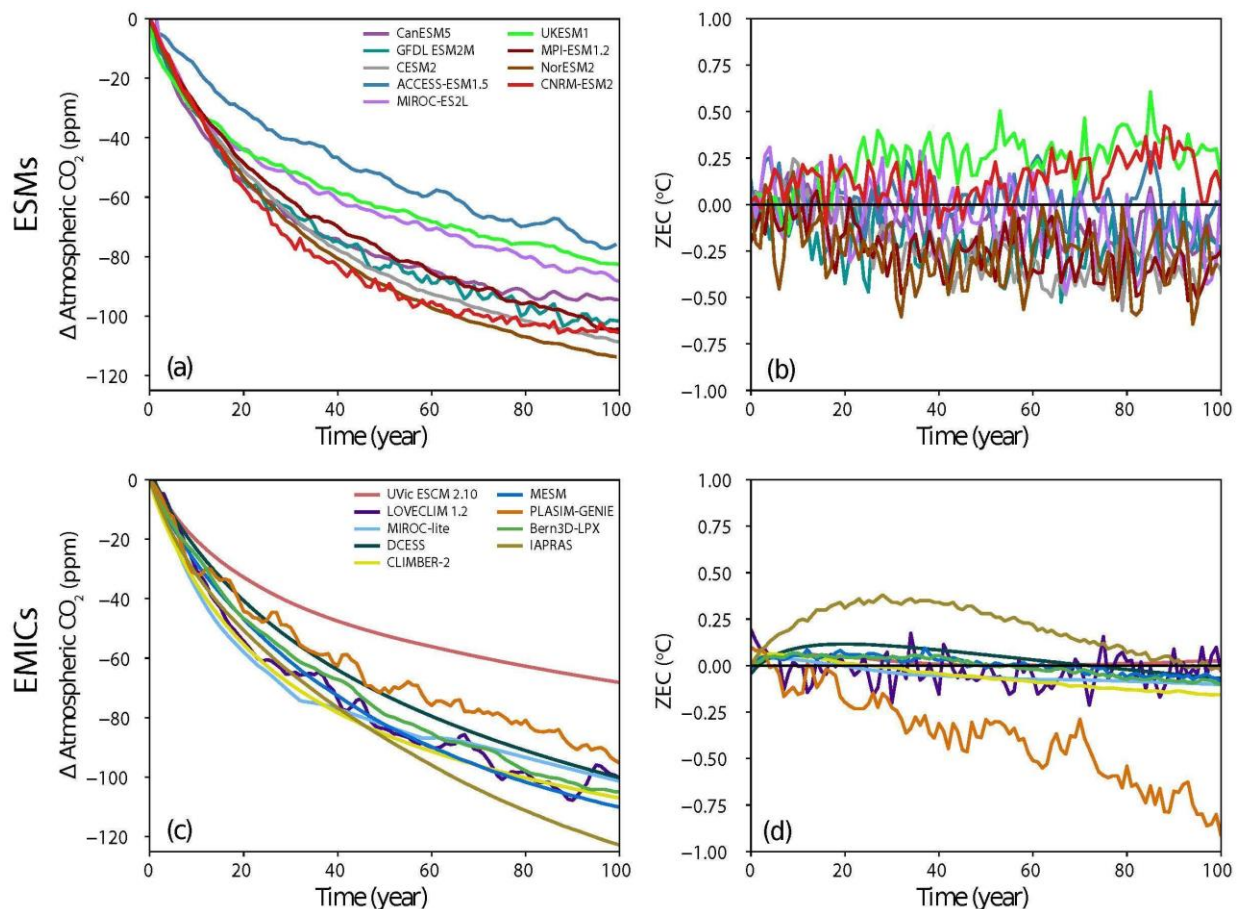 ESMs
Δ Atmospheric CO₂ (ppm)
0
−20
−40
−60
−80
−100
−120
CanESM5
GFDL ESM2M
CESM2
ACCESS-ESM1.5
MIROC-ES2L
UKESM1
MPI-ESM1.2
NorESM2
CNRM-ESM2
(a)
0 20 40 60 80 100
Time (year)
ZEC (°C)
1.00
0.75
0.50
0.25
0.00
−0.25
−0.50
−0.75
−1.00
(b)
0 20 40 60 80 100
Time (year)
EMICs
Δ Atmospheric CO₂ (ppm)
0
−20
−40
−60
−80
−100
−120
UVic ESCM 2.10
LOVECLIM 1.2
MIROC-lite
DCESS
CLIMBER-2
MESM
PLASIM-GENIE
Bern3D-LPX
IAPRAS
(c)
0 20 40 60 80 100
Time (year)
ZEC (°C)
1.00
0.75
0.50
0.25
0.00
−0.25
−0.50
−0.75
−1.00
(d)
0 20 40 60 80 100
Time (year)